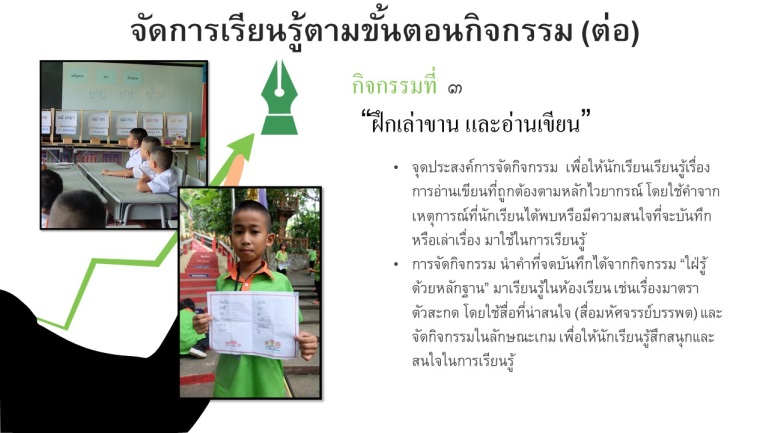 จัดการเรียนรู้ตามขั้นตอนกิจกรรม (ต่อ)
กิจกรรมที่ ๓
“ฝึกเล่าขาน และอ่านเขียน”
• จุดประสงค์การจัดกิจกรรม เพื่อให้นักเรียนเรียนรู้เรื่อง
การอ่านเขียนที่ถูกต้องตามหลักไวยากรณ์ โดยใช้คำจาก
เหตุการณ์ที่นักเรียนได้พบหรือมีความสนใจที่จะบันทึก
หรือเล่าเรื่อง มาใช้ในการเรียนรู้
• การจัดกิจกรรม นำคำที่จดบันทึกได้จากกิจกรรม “ใฝ่รู้
ด้วยหลักฐาน” มาเรียนรู้ในห้องเรียน เช่นเรื่องมาตรา
ตัวสะกด โดยใช้สื่อที่น่าสนใจ (สื่อมหัศจรรย์บรรพต) และ
จัดกิจกรรมในลักษณะเกม เพื่อให้นักเรียนรู้สึกสนุกและ
สนใจในการเรียนรู้